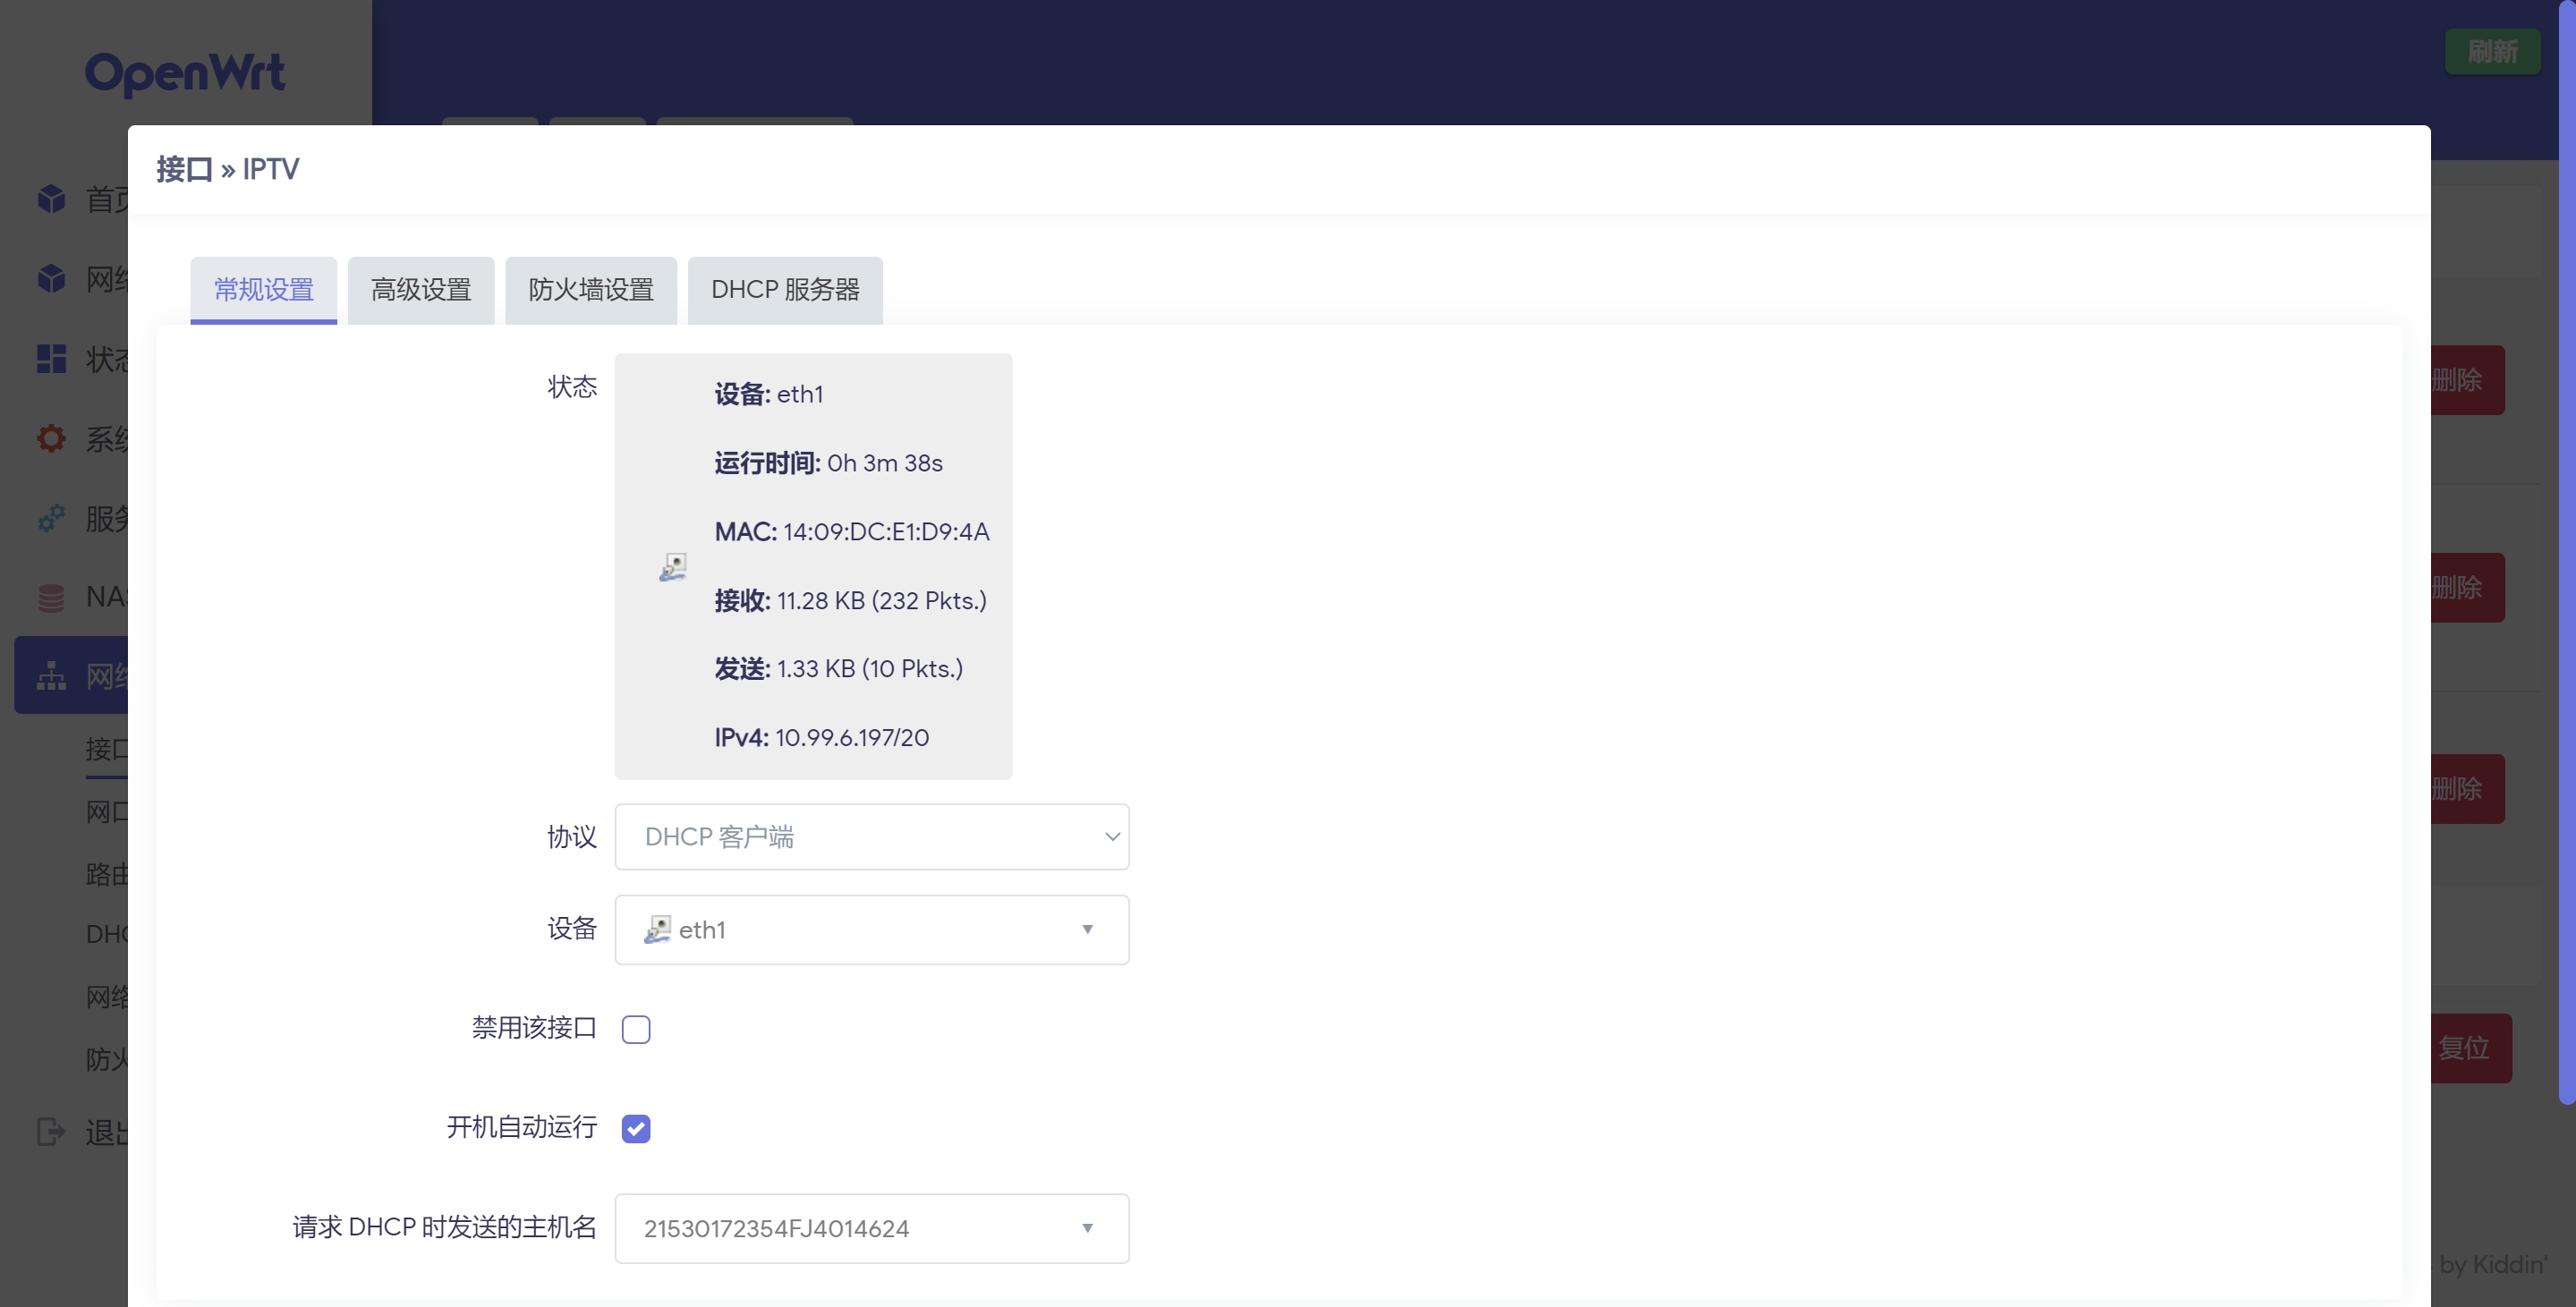 OpenWrt
刷新
接口 » IPTV
首页
网络
状态
系统
服务
NAS
网络
接口
网口
路由
DHC
网络
防火
退出
常规设置
高级设置
防火墙设置
DHCP 服务器
状态
设备: eth1
运行时间: 0h 3m 38s
MAC: 14:09:DC:E1:D9:4A
接收: 11.28 KB (232 Pkts.)
发送: 1.33 KB (10 Pkts.)
IPv4: 10.99.6.197/20
协议
DHCP 客户端
设备
eth1
禁用该接口
开机自动运行
请求 DHCP 时发送的主机名
21530172354FJ4014624
删除
删除
删除
复位
by Kiddin'